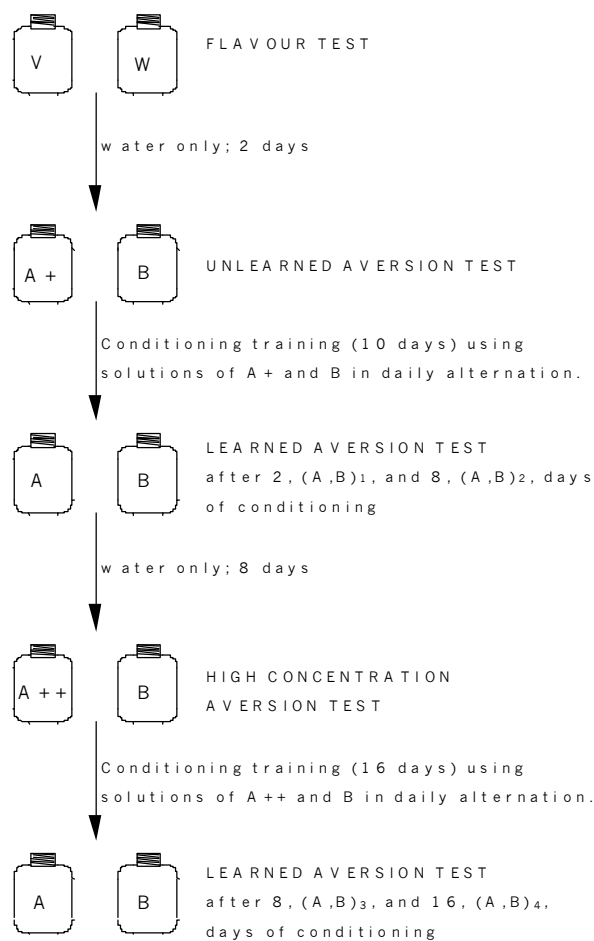 V W FLAVOUR TEST
water only; 2 days
A + B UNLEARNED AVERSION TEST
Conditioning training (10 days) using
solutions of A+ and B in daily alternation.
LEARNED AVERSION TEST
A B after 2, (A,B)1, and 8, (A,B)2, days
of conditioning
water only; 8 days
HIGH CONCENTRATION
A ++ B AVERSION TEST
Conditioning training (16 days) using
solutions of A++ and B in daily alternation.
LEARNED AVERSION TEST
A B after 8, (A,B)3, and 16, (A,B)4,
days of conditioning